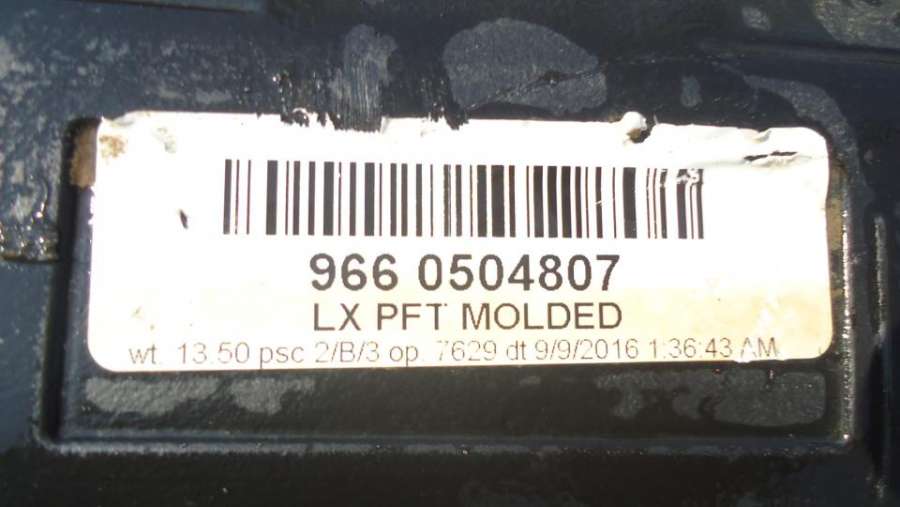 966 0504807
LX PFT MOLDED
wt. 13.50 psc 2/B/3 op. 7629 dt 9/9/2016 1:36:43 AM